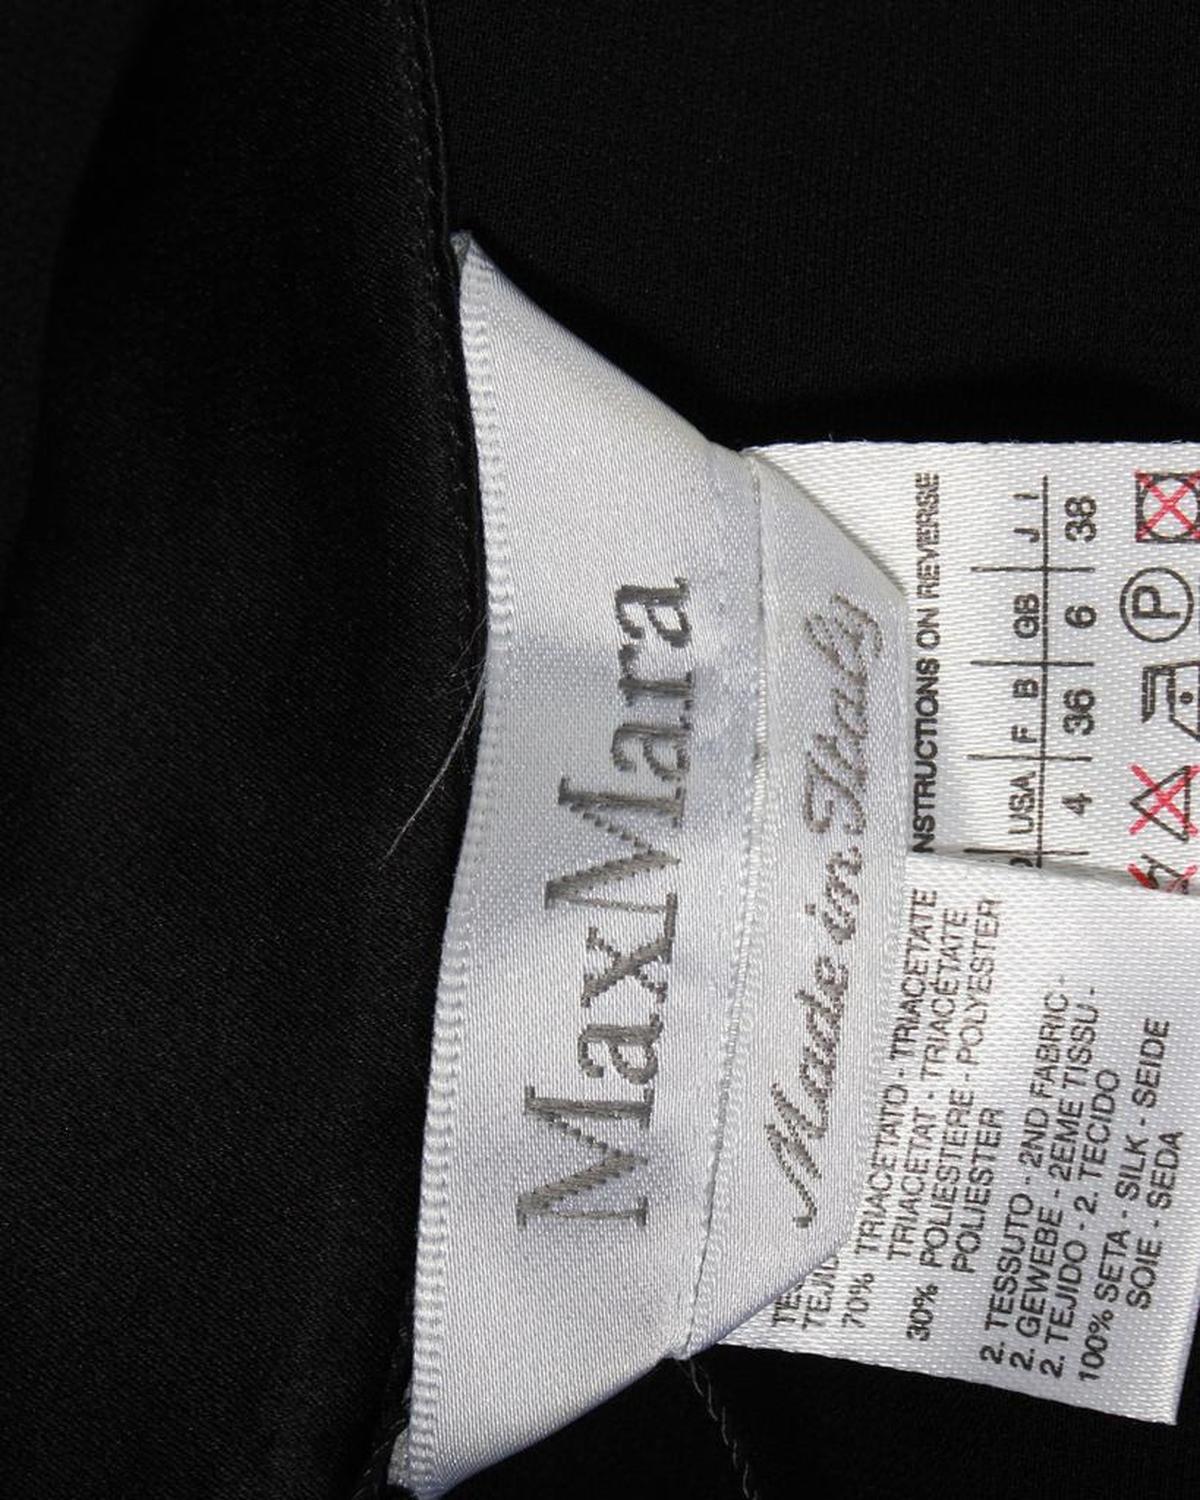 MaxMara
Made in Italy
NSTRUCTIONS ON REVERSE
USA F B GB J I
4 36 6 38
P
70% TRIACETATO - TRIACETATE
TRIACETAT - TRIACÉTATE
30% POLIESTERE - POLYESTER
POLIESTER
2. TESSUTO - 2ND FABRIC -
2. GEWEBE - 2EME TISSU -
2. TEJIDO - 2. TECIDO
100% SETA - SILK - SEIDE
SOIE - SEDA